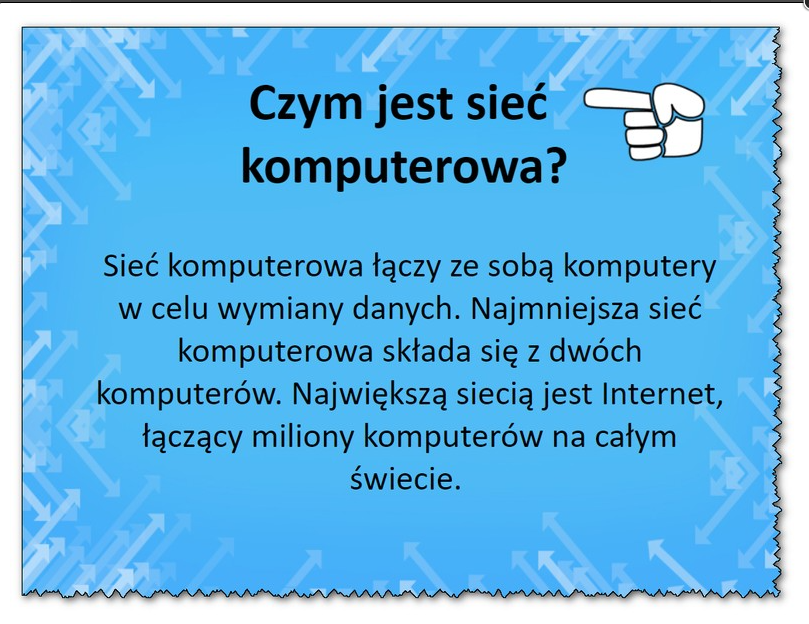 Czym jest sieć
komputerowa?
Sieć komputerowa łączy ze sobą komputery
w celu wymiany danych. Najmniejsza sieć
komputerowa składa się z dwóch
komputerów. Największą siecią jest Internet,
łączący miliony komputerów na całym
świecie.